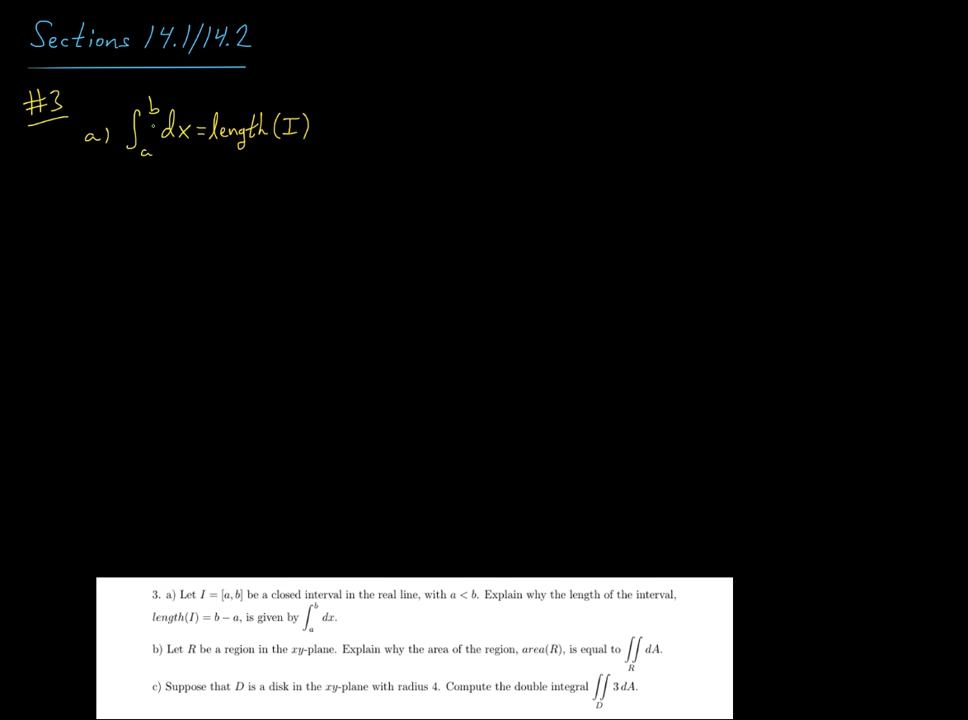 Sections 14.1/14.2
#3
a) ∫_a^b dx = length(I)
3. a) Let I = [a, b] be a closed interval in the real line, with a < b. Explain why the length of the interval,
length(I) = b − a, is given by ∫_a^b dx.
b) Let R be a region in the xy-plane. Explain why the area of the region, area(R), is equal to ∬_R dA.
c) Suppose that D is a disk in the xy-plane with radius 4. Compute the double integral ∬_D 3 dA.